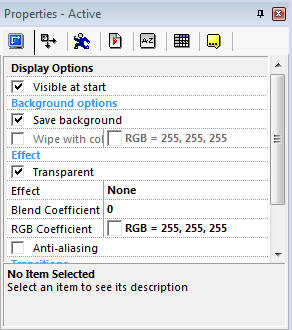 Properties - Active
A-Z
Display Options
Visible at start
Background options
Save background
Wipe with col RGB = 255, 255, 255
Effect
Transparent
Effect None
Blend Coefficient 0
RGB Coefficient RGB = 255, 255, 255
Anti-aliasing
Transitions
No Item Selected
Select an item to see its description